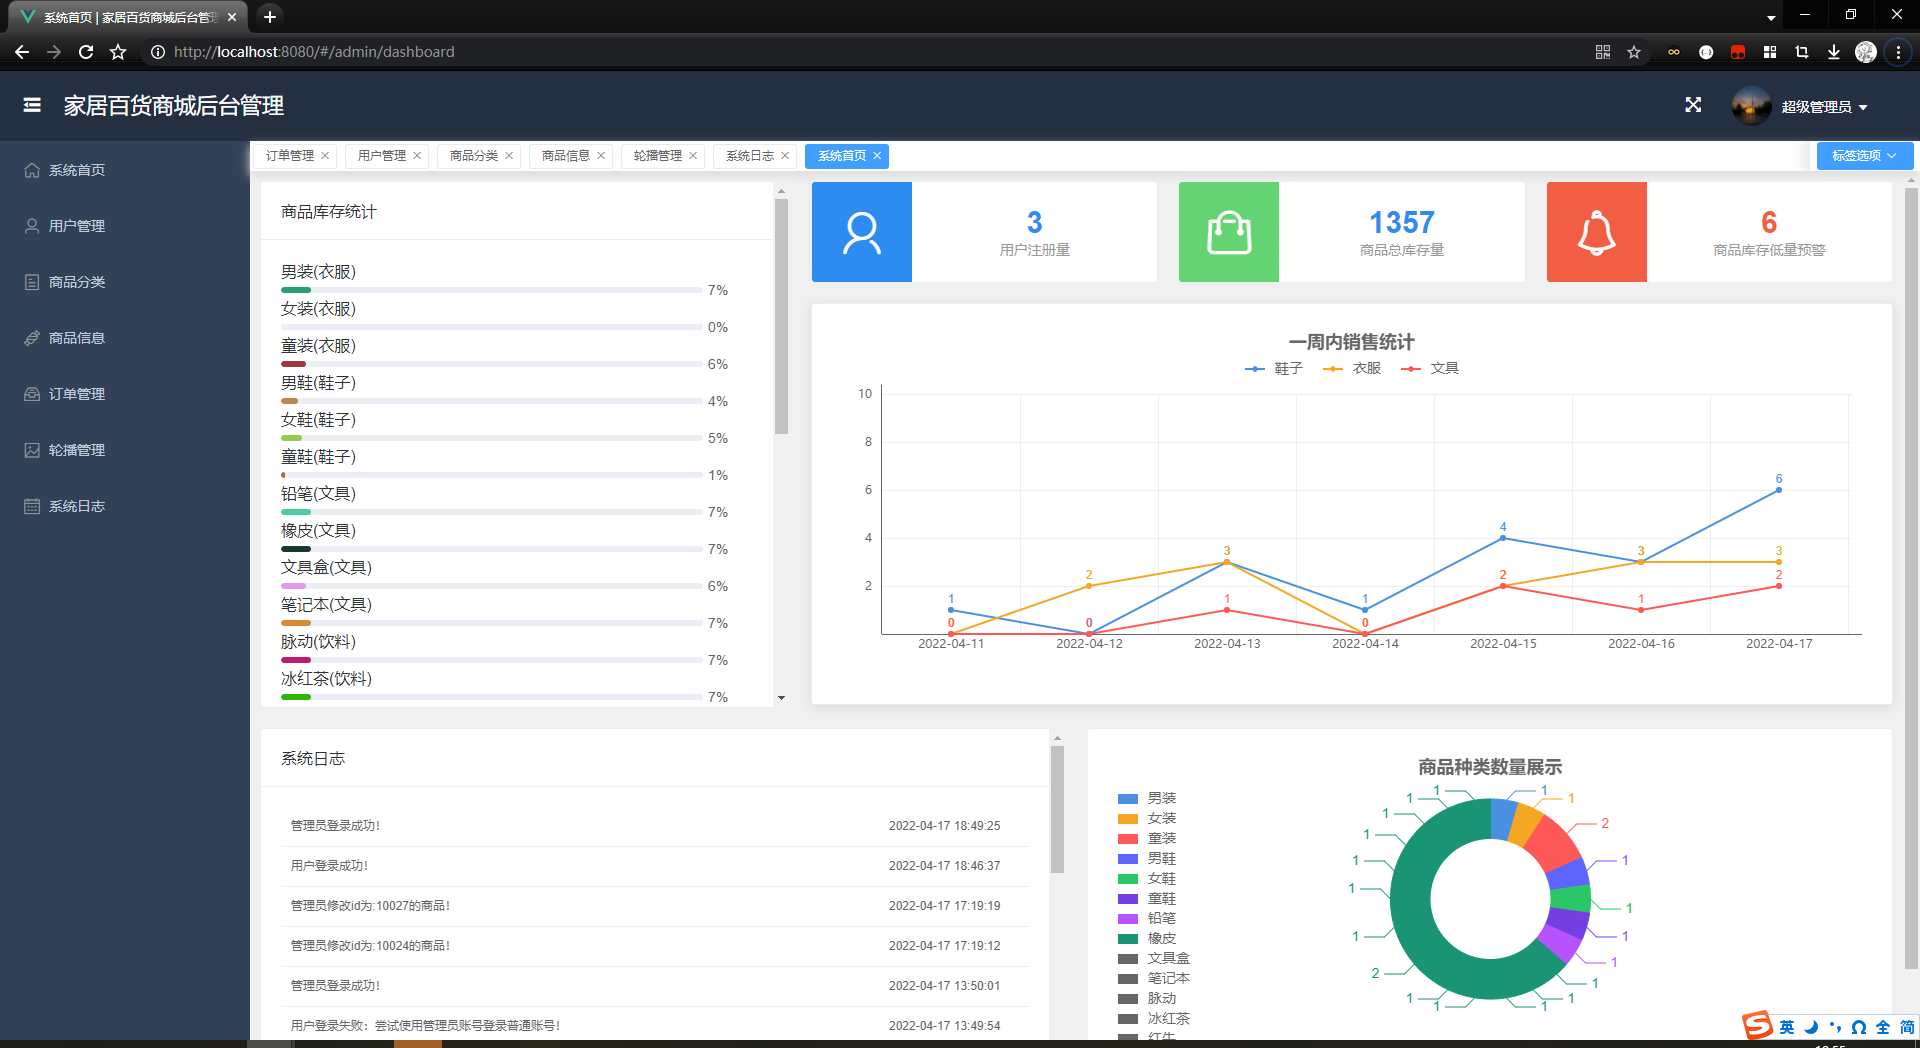 系统首页 | 家居百货商城后台管理
http://localhost:8080/#/admin/dashboard
家居百货商城后台管理
超级管理员
系统首页
用户管理
商品分类
商品信息
订单管理
轮播管理
系统日志
订单管理 用户管理 商品分类 商品信息 轮播管理 系统日志 系统首页 标签选项
商品库存统计
男装(衣服)
7%
女装(衣服)
0%
童装(衣服)
6%
男鞋(鞋子)
4%
女鞋(鞋子)
5%
童鞋(鞋子)
1%
铅笔(文具)
7%
橡皮(文具)
7%
文具盒(文具)
6%
笔记本(文具)
7%
脉动(饮料)
7%
冰红茶(饮料)
7%
3
用户注册量
1357
商品总库存量
6
商品库存低量预警
一周内销售统计
鞋子 衣服 文具
10
8
6
4
2
1 0 3 1 4 3 6
0 2 3 0 2 3 3
0 0 1 0 2 1 2
2022-04-11 2022-04-12 2022-04-13 2022-04-14 2022-04-15 2022-04-16 2022-04-17
系统日志
管理员登录成功! 2022-04-17 18:49:25
用户登录成功! 2022-04-17 18:46:37
管理员修改id为:10027的商品! 2022-04-17 17:19:19
管理员修改id为:10024的商品! 2022-04-17 17:19:12
管理员登录成功! 2022-04-17 13:50:01
用户登录失败：尝试使用管理员账号登录普通账号! 2022-04-17 13:49:54
商品种类数量展示
男装
女装
童装
男鞋
女鞋
童鞋
铅笔
橡皮
文具盒
笔记本
脉动
冰红茶
红牛
1 1 2 1 1 1 1 1 1 1 1 1 2 1 1 1 1 1 1 1
英 全 简